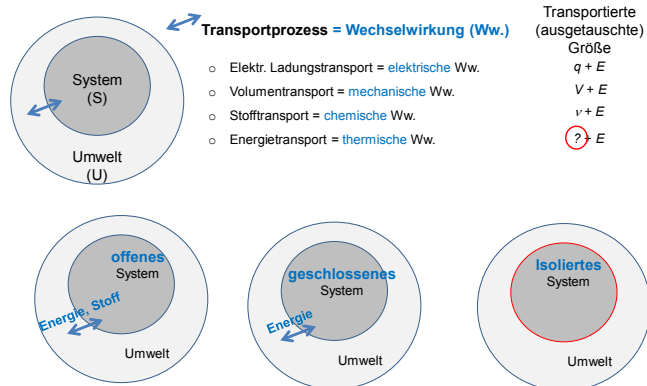 Transportprozess = Wechselwirkung (Ww.)
Transportierte
(ausgetauschte)
Größe
o Elektr. Ladungstransport = elektrische Ww.
q + E
o Volumentransport = mechanische Ww.
V + E
o Stofftransport = chemische Ww.
ν + E
o Energietransport = thermische Ww.
? + E
System
(S)
Umwelt
(U)
offenes
System
Energie, Stoff
Umwelt
geschlossenes
System
Energie
Umwelt
Isoliertes
System
Umwelt